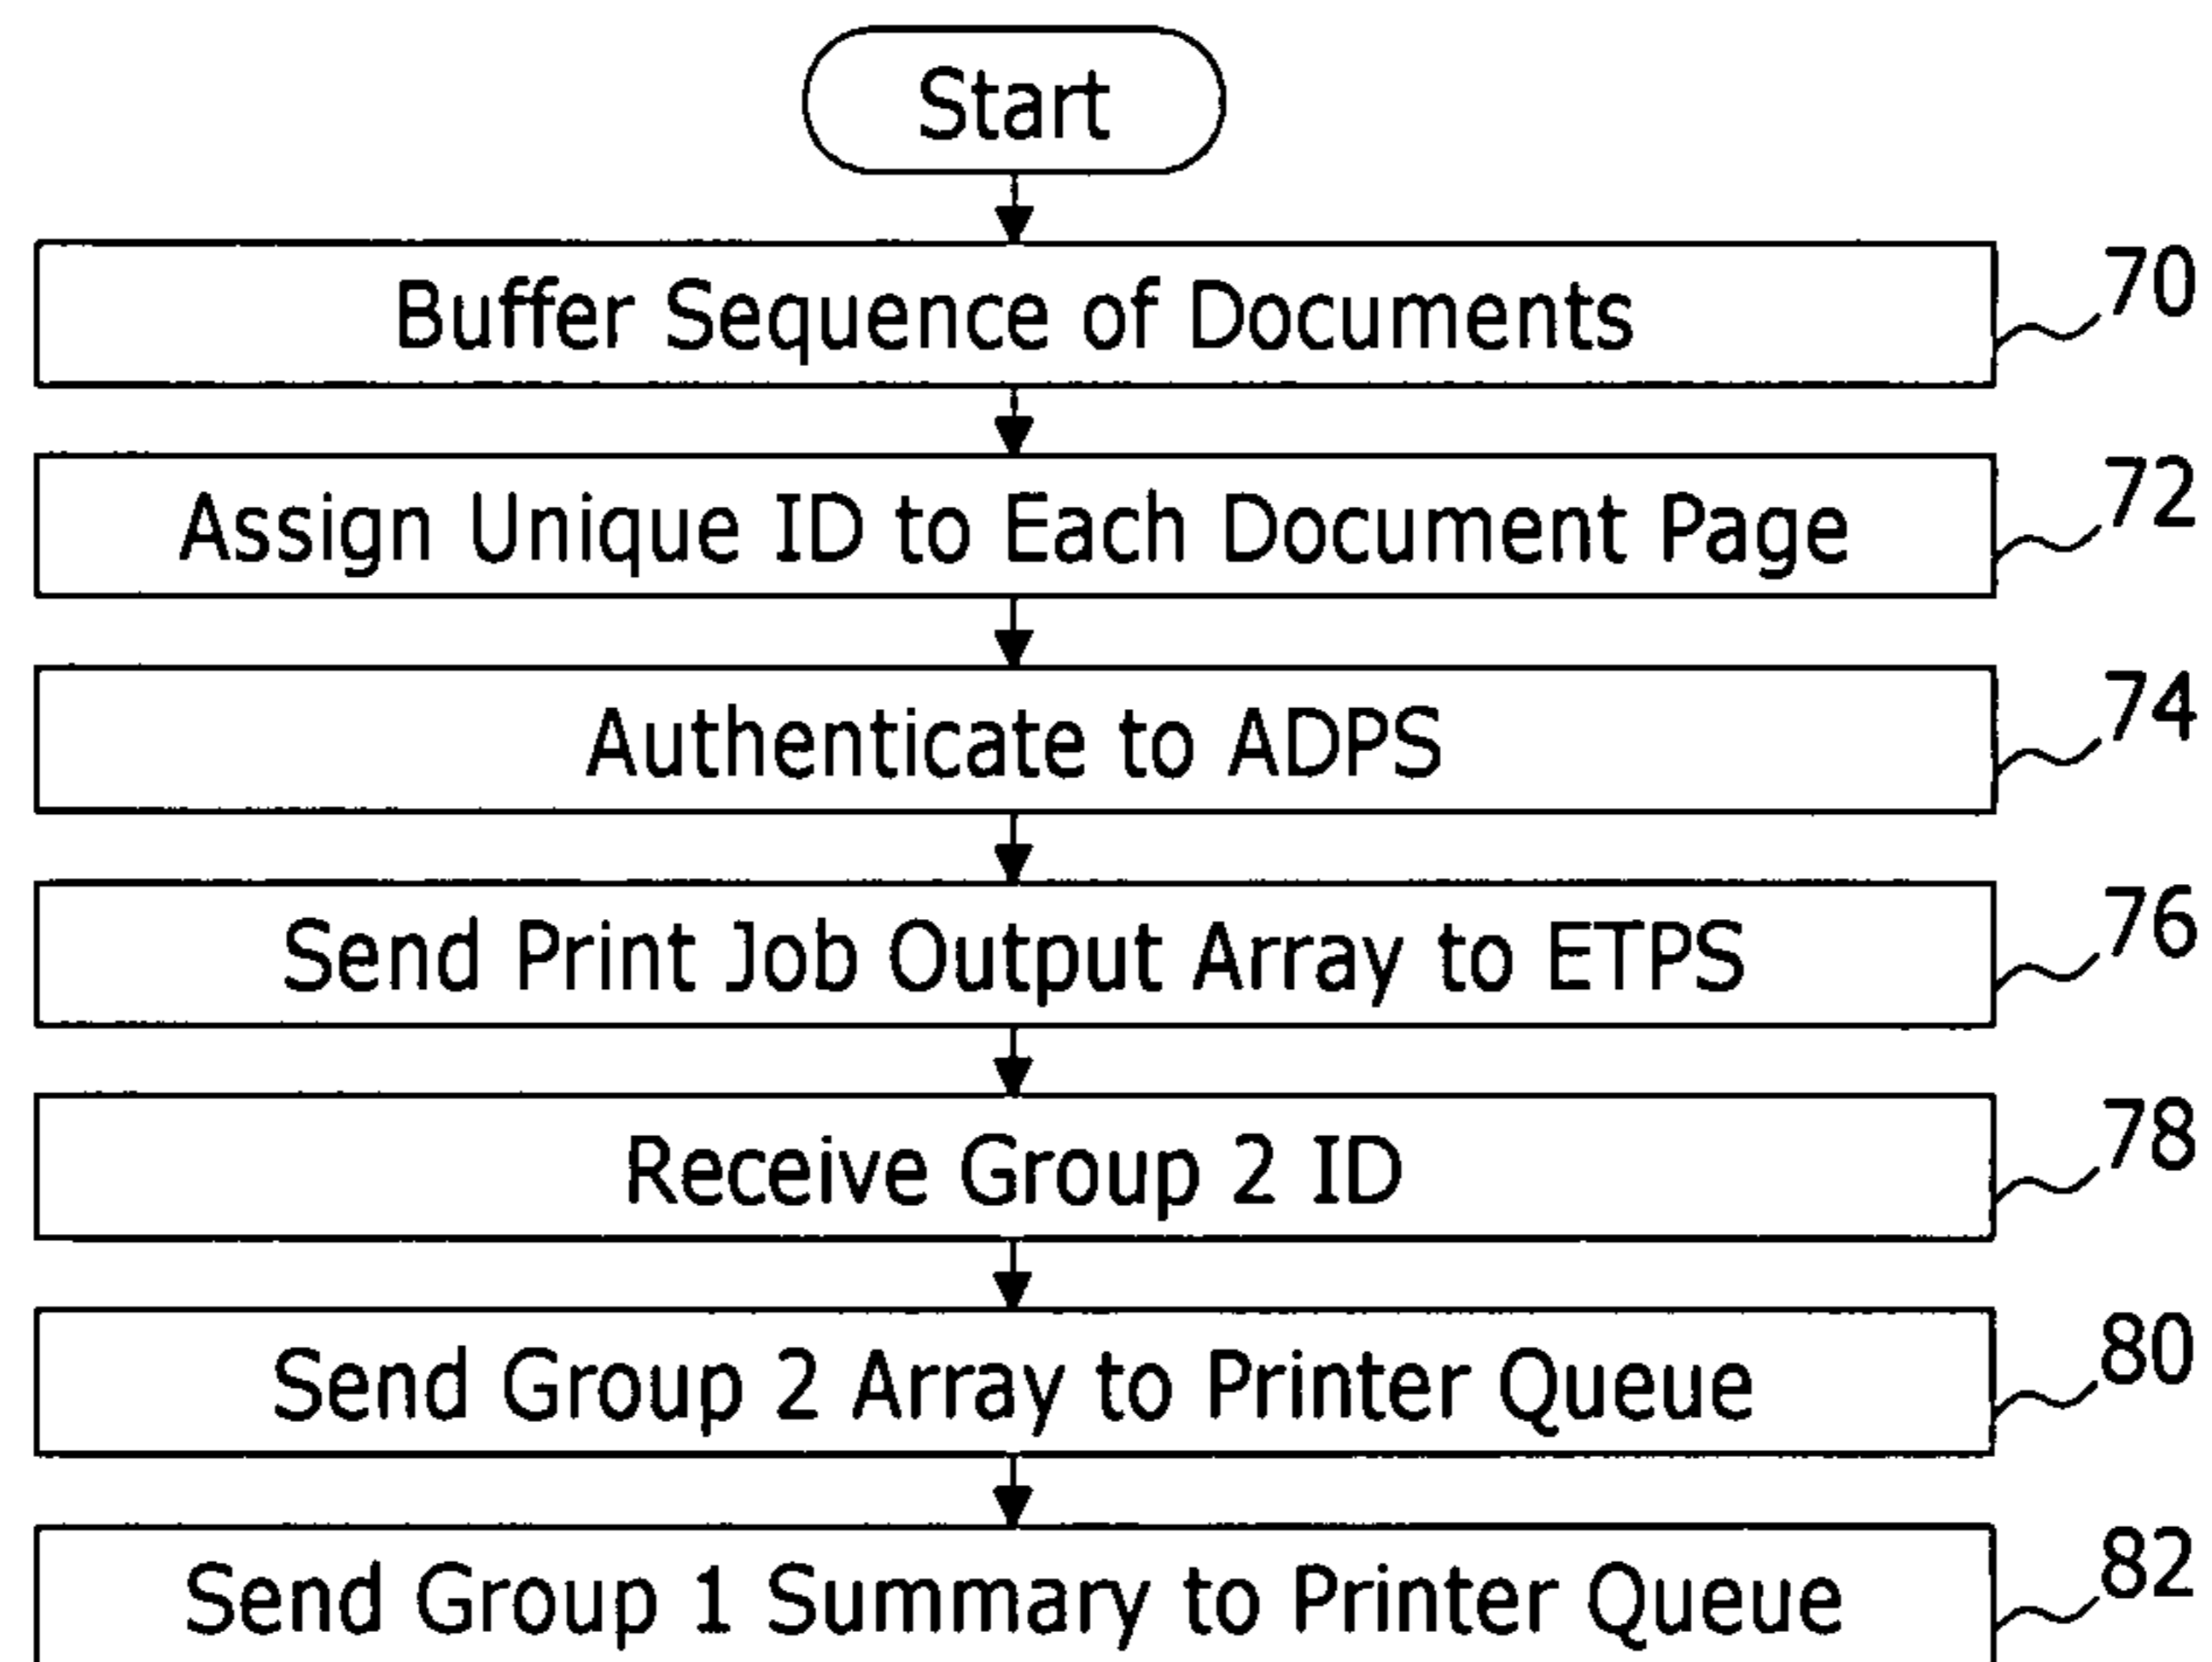 Start
Buffer Sequence of Documents 70
Assign Unique ID to Each Document Page 72
Authenticate to ADPS 74
Send Print Job Output Array to ETPS 76
Receive Group 2 ID 78
Send Group 2 Array to Printer Queue 80
Send Group 1 Summary to Printer Queue 82